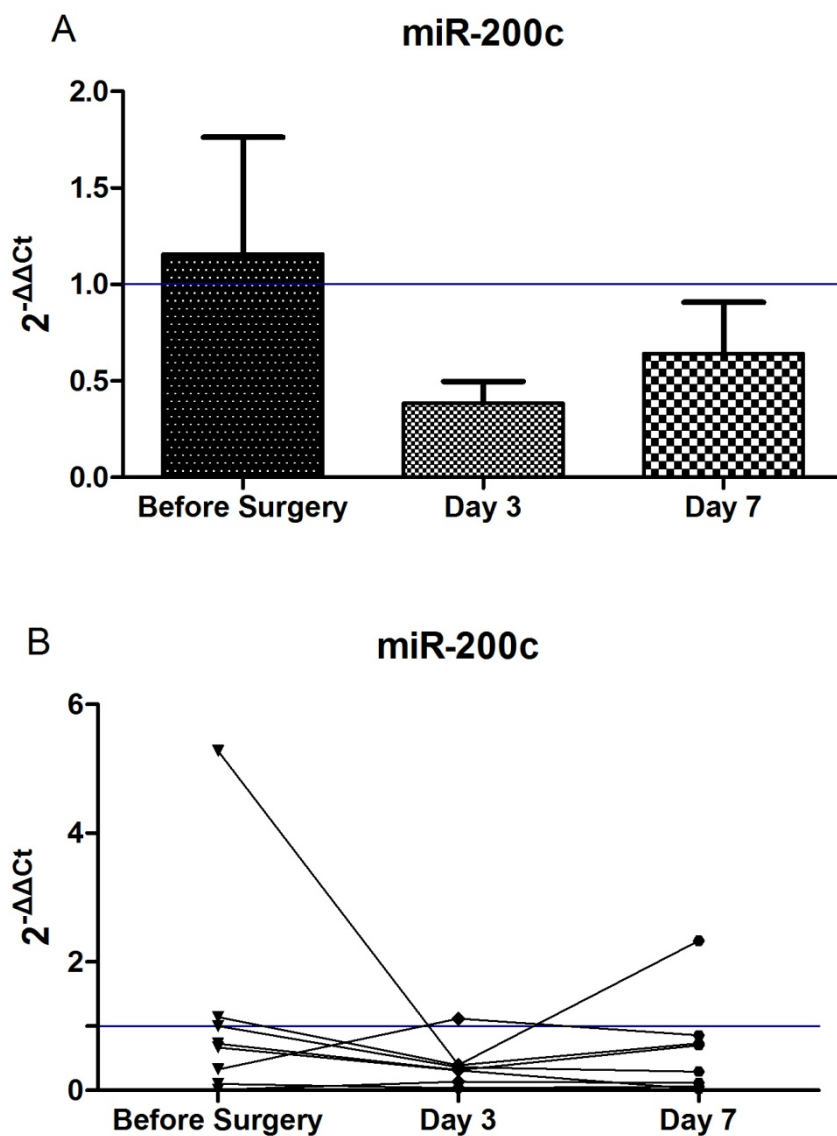 A
miR-200c
2.0
1.5
1.0
0.5
0.0
2^-ΔΔCt
Before Surgery Day 3 Day 7
B
miR-200c
6
4
2
0
2^-ΔΔCt
Before Surgery Day 3 Day 7